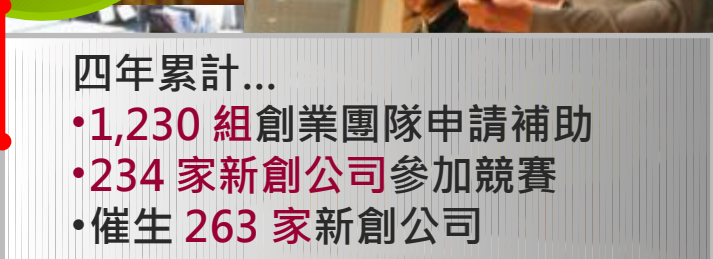 四年累計...
•1,230 組創業團隊申請補助
•234 家新創公司參加競賽
•催生 263 家新創公司